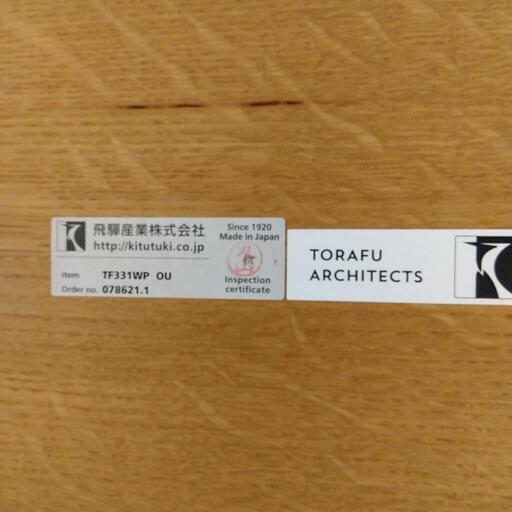 飛驒産業株式会社
http://kitutuki.co.jp
Since 1920
Made in Japan
Item TF331WP OU
Order no. 078621.1
Inspection
certificate
TORAFU
ARCHITECTS